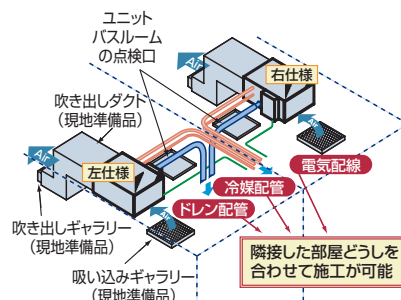 ユニット
バスルーム
の点検口
Air
右仕様
吹き出しダクト
（現地準備品）
Air
Air
左仕様
電気配線
冷媒配管
ドレン配管
吹き出しギャラリー
（現地準備品）
Air
隣接した部屋どうしを
合わせて施工が可能
吸い込みギャラリー
（現地準備品）